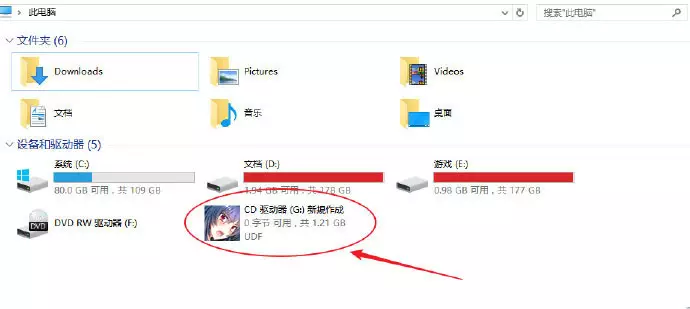 此电脑
搜索"此电脑"
文件夹 (6)
Downloads
Pictures
Videos
文档
音乐
桌面
设备和驱动器 (5)
系统 (C:)
80.0 GB 可用，共 109 GB
文档 (D:)
1.94 GB 可用，共 278 GB
游戏 (E:)
0.98 GB 可用，共 177 GB
DVD RW 驱动器 (F:)
DVD
CD 驱动器 (G:) 新規作成
0 字节 可用，共 1.21 GB
UDF